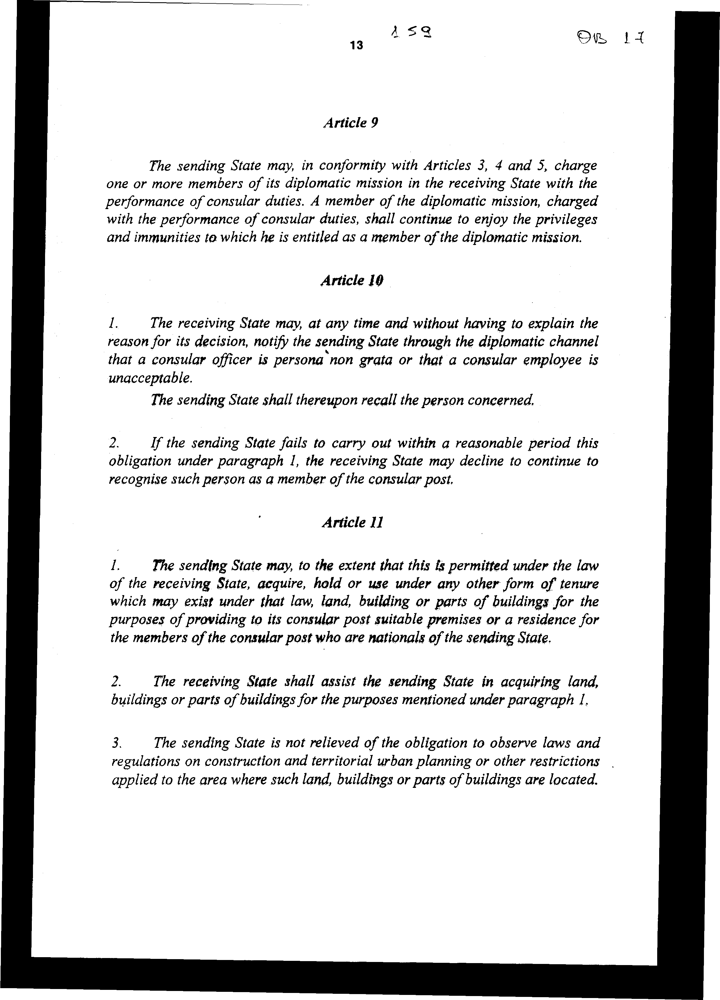 159
13
ΘΒ 17
Article 9
The sending State may, in conformity with Articles 3, 4 and 5, charge
one or more members of its diplomatic mission in the receiving State with the
performance of consular duties. A member of the diplomatic mission, charged
with the performance of consular duties, shall continue to enjoy the privileges
and immunities to which he is entitled as a member of the diplomatic mission.
Article 10
1. The receiving State may, at any time and without having to explain the
reason for its decision, notify the sending State through the diplomatic channel
that a consular officer is persona non grata or that a consular employee is
unacceptable.
The sending State shall thereupon recall the person concerned.
2. If the sending State fails to carry out within a reasonable period this
obligation under paragraph 1, the receiving State may decline to continue to
recognise such person as a member of the consular post.
Article 11
1. The sending State may, to the extent that this is permitted under the law
of the receiving State, acquire, hold or use under any other form of tenure
which may exist under that law, land, building or parts of buildings for the
purposes of providing to its consular post suitable premises or a residence for
the members of the consular post who are nationals of the sending State.
2. The receiving State shall assist the sending State in acquiring land,
buildings or parts of buildings for the purposes mentioned under paragraph 1.
3. The sending State is not relieved of the obligation to observe laws and
regulations on construction and territorial urban planning or other restrictions
applied to the area where such land, buildings or parts of buildings are located.